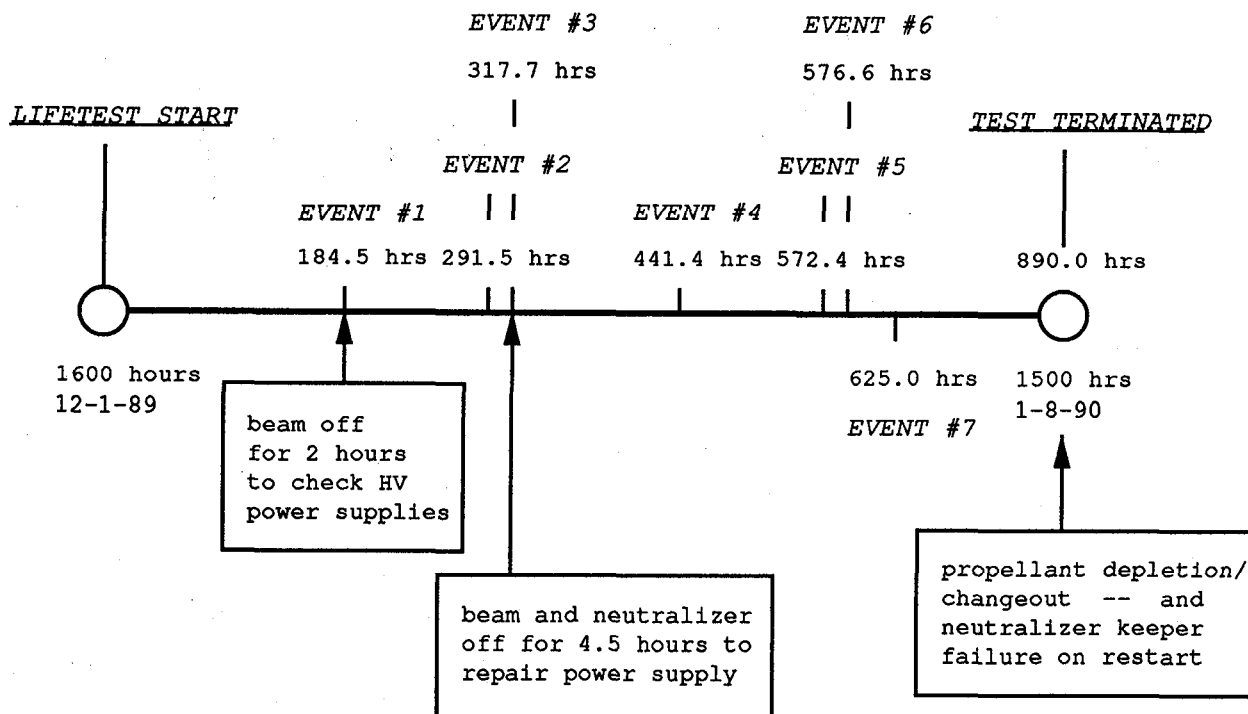 EVENT #3
317.7 hrs
EVENT #6
576.6 hrs
LIFETEST START
TEST TERMINATED
EVENT #2
EVENT #5
EVENT #1
EVENT #4
184.5 hrs
291.5 hrs
441.4 hrs
572.4 hrs
890.0 hrs
1600 hours
12-1-89
625.0 hrs
EVENT #7
1500 hrs
1-8-90
beam off
for 2 hours
to check HV
power supplies
beam and neutralizer
off for 4.5 hours to
repair power supply
propellant depletion/
changeout -- and
neutralizer keeper
failure on restart